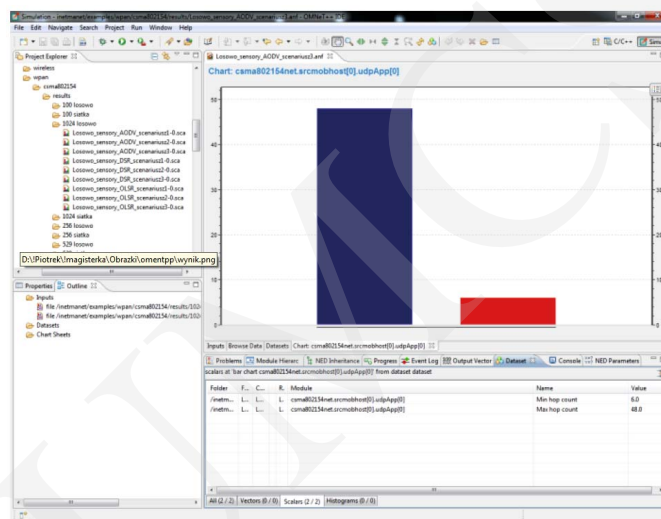 Simulation - inetmanet/examples/wpan/csma802154/results/Losowo_sensory_AODV_scenariusz3.anf - OMNeT++ IDE
File Edit Navigate Search Project Run Window Help
C/C++
Project Explorer
wireless
wpan
csma802154
results
100 losowo
100 siatka
1024 losowo
Losowo_sensory_AODV_scenariusz1-0.sca
Losowo_sensory_AODV_scenariusz2-0.sca
Losowo_sensory_AODV_scenariusz3-0.sca
Losowo_sensory_DSR_scenariusz1-0.sca
Losowo_sensory_DSR_scenariusz2-0.sca
Losowo_sensory_DSR_scenariusz3-0.sca
Losowo_sensory_OLSR_scenariusz1-0.sca
Losowo_sensory_OLSR_scenariusz2-0.sca
Losowo_sensory_OLSR_scenariusz3-0.sca
1024 siatka
256 losowo
256 siatka
529 losowo
D:\!Piotrek\!magisterka\Obrazki\omentpp\wynik.png
Properties Outline
Inputs
file /inetmanet/examples/wpan/csma802154/results/102
file /inetmanet/examples/wpan/csma802154/results/102
Datasets
Chart Sheets
Losowo_sensory_AODV_scenariusz3.anf
Chart: csma802154net.srcmobhost[0].udpApp[0]
50
40
30
20
10
0
Inputs Browse Data Datasets Chart: csma802154net.srcmobhost[0].udpApp[0]
Problems Module Hierarc NED Inheritance Progress Event Log Output Vector Dataset Console NED Parameters
scalars at 'bar chart csma802154net.srcmobhost[0].udpApp[0]' from dataset dataset
Folder F... C... R. Module Name Value
/inetm... L... L... L. csma802154net.srcmobhost[0].udpApp[0] Min hop count 6.0
/inetm... L... L... L. csma802154net.srcmobhost[0].udpApp[0] Max hop count 48.0
All (2 / 2) Vectors (0 / 0) Scalars (2 / 2) Histograms (0 / 0)